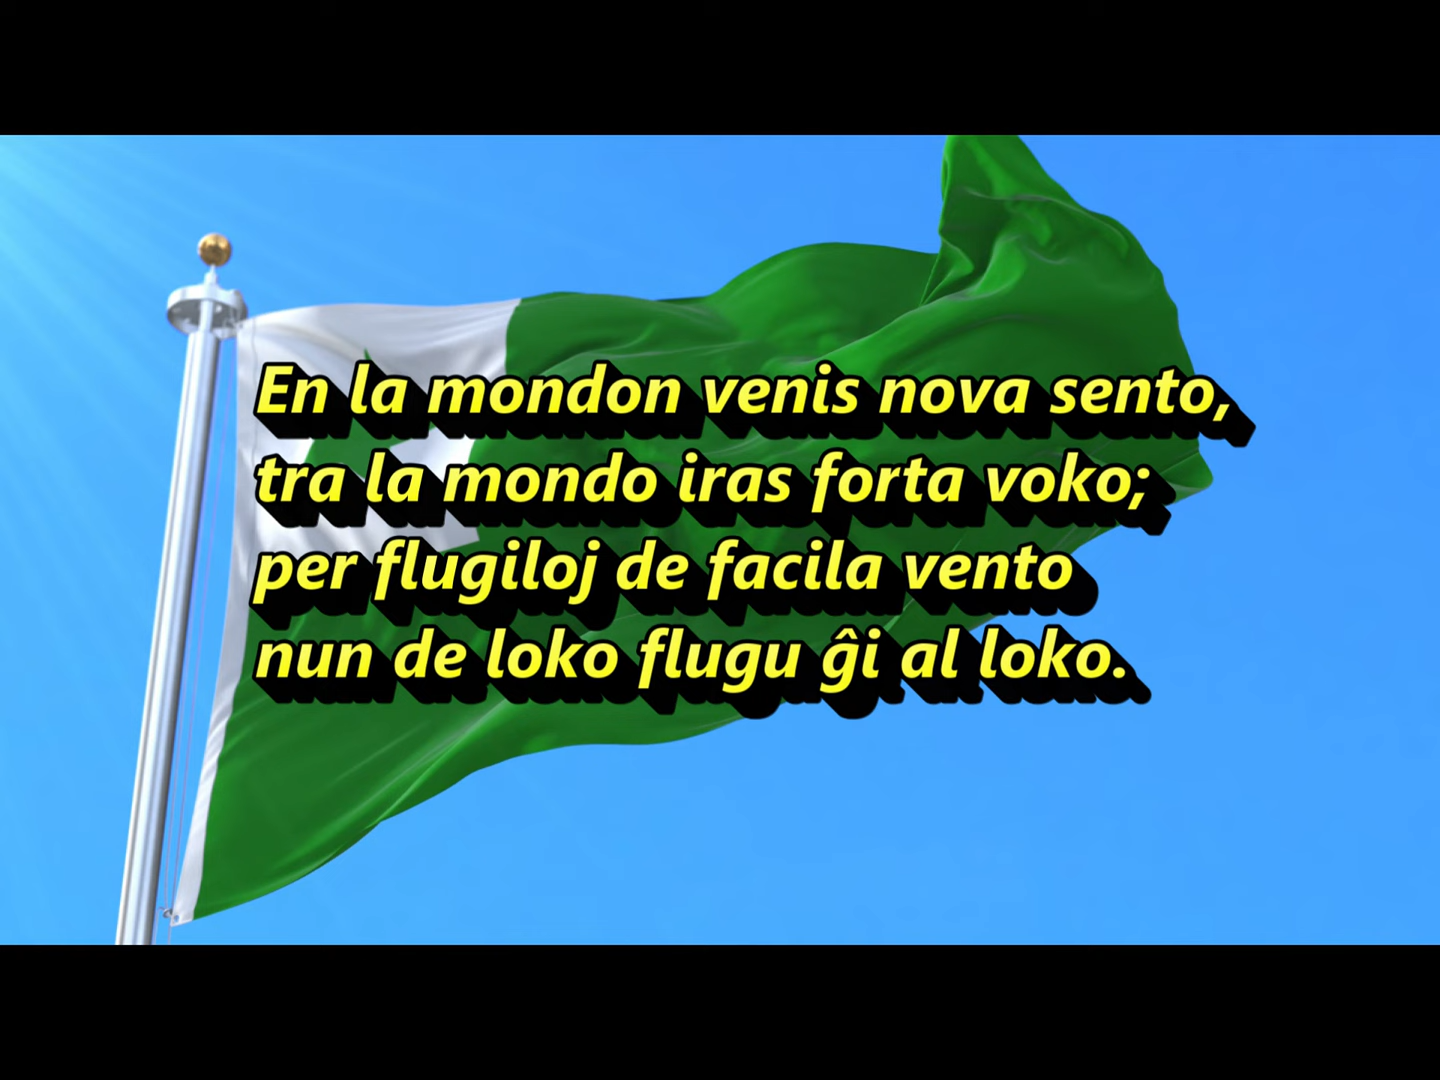 En la mondon venis nova sento,
tra la mondo iras forta voko;
per flugiloj de facila vento
nun de loko flugu ĝi al loko.